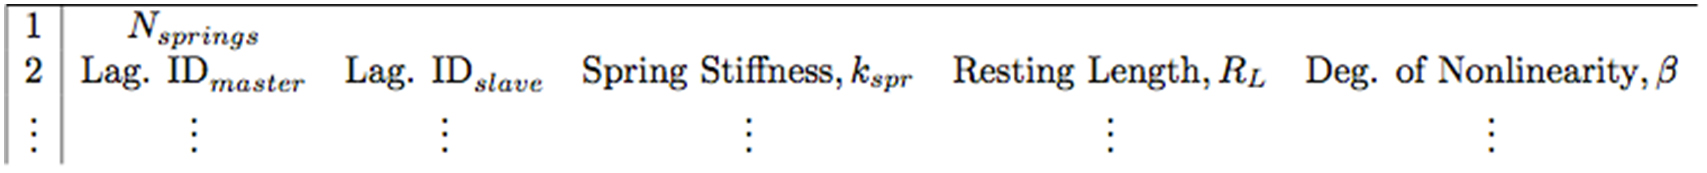 1 N_springs
2 Lag. ID_master Lag. ID_slave Spring Stiffness, k_spr Resting Length, R_L Deg. of Nonlinearity, β
⋮ ⋮ ⋮ ⋮ ⋮ ⋮